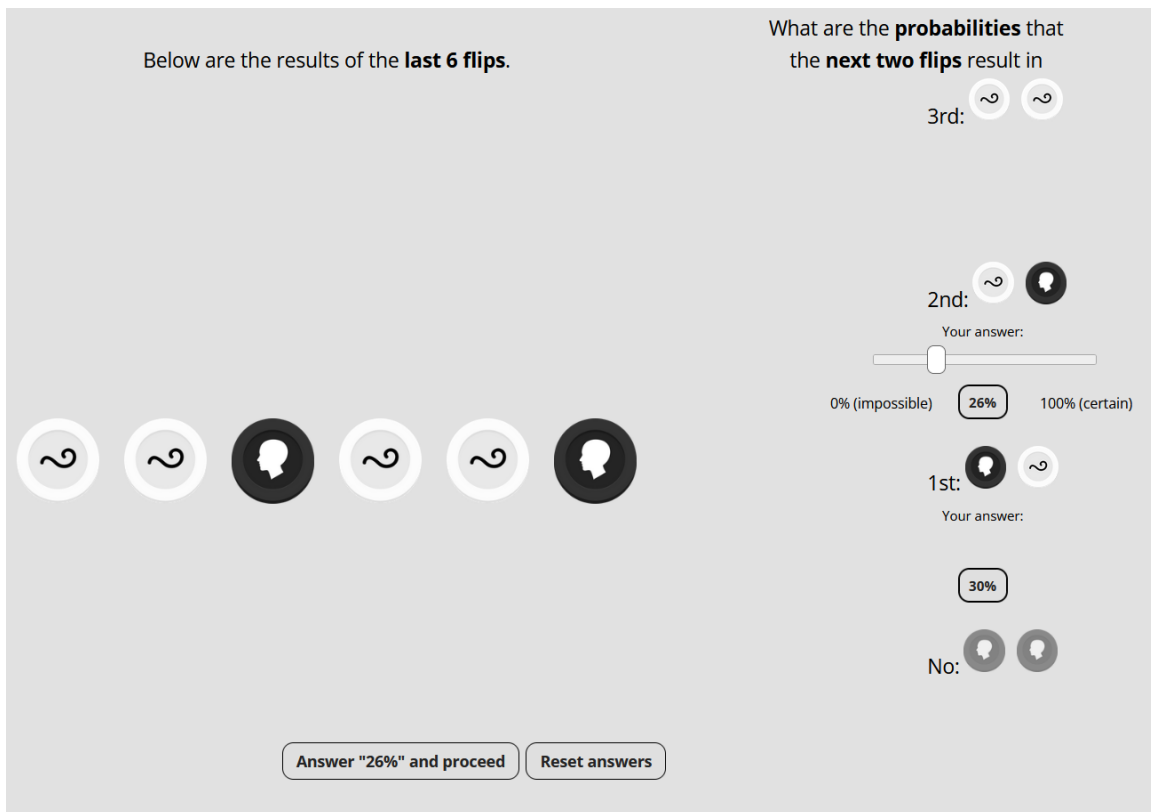 Below are the results of the last 6 flips.
What are the probabilities that
the next two flips result in
3rd:
2nd:
Your answer:
0% (impossible) 26% 100% (certain)
1st:
Your answer:
30%
No:
Answer "26%" and proceed Reset answers